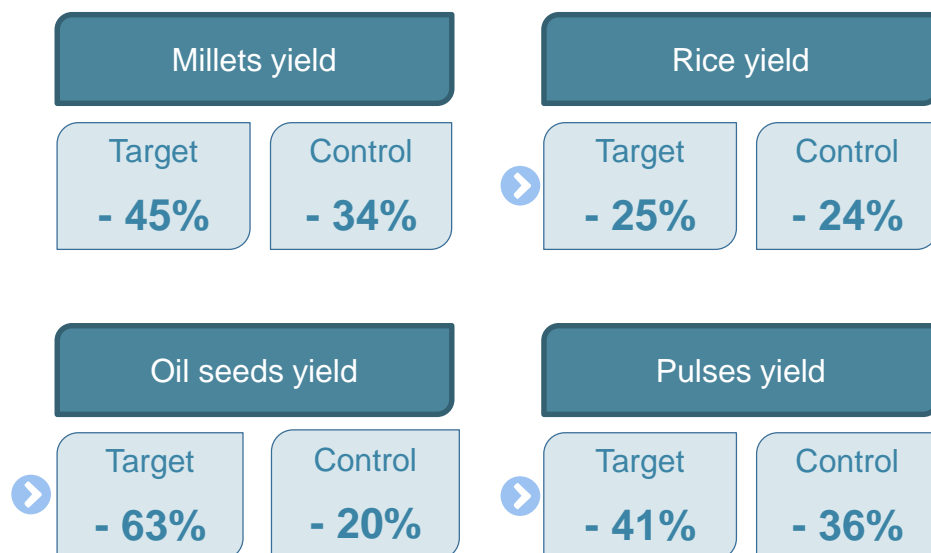 Millets yield
Target
Control
- 45%
- 34%
Rice yield
Target
Control
- 25%
- 24%
Oil seeds yield
Target
Control
- 63%
- 20%
Pulses yield
Target
Control
- 41%
- 36%